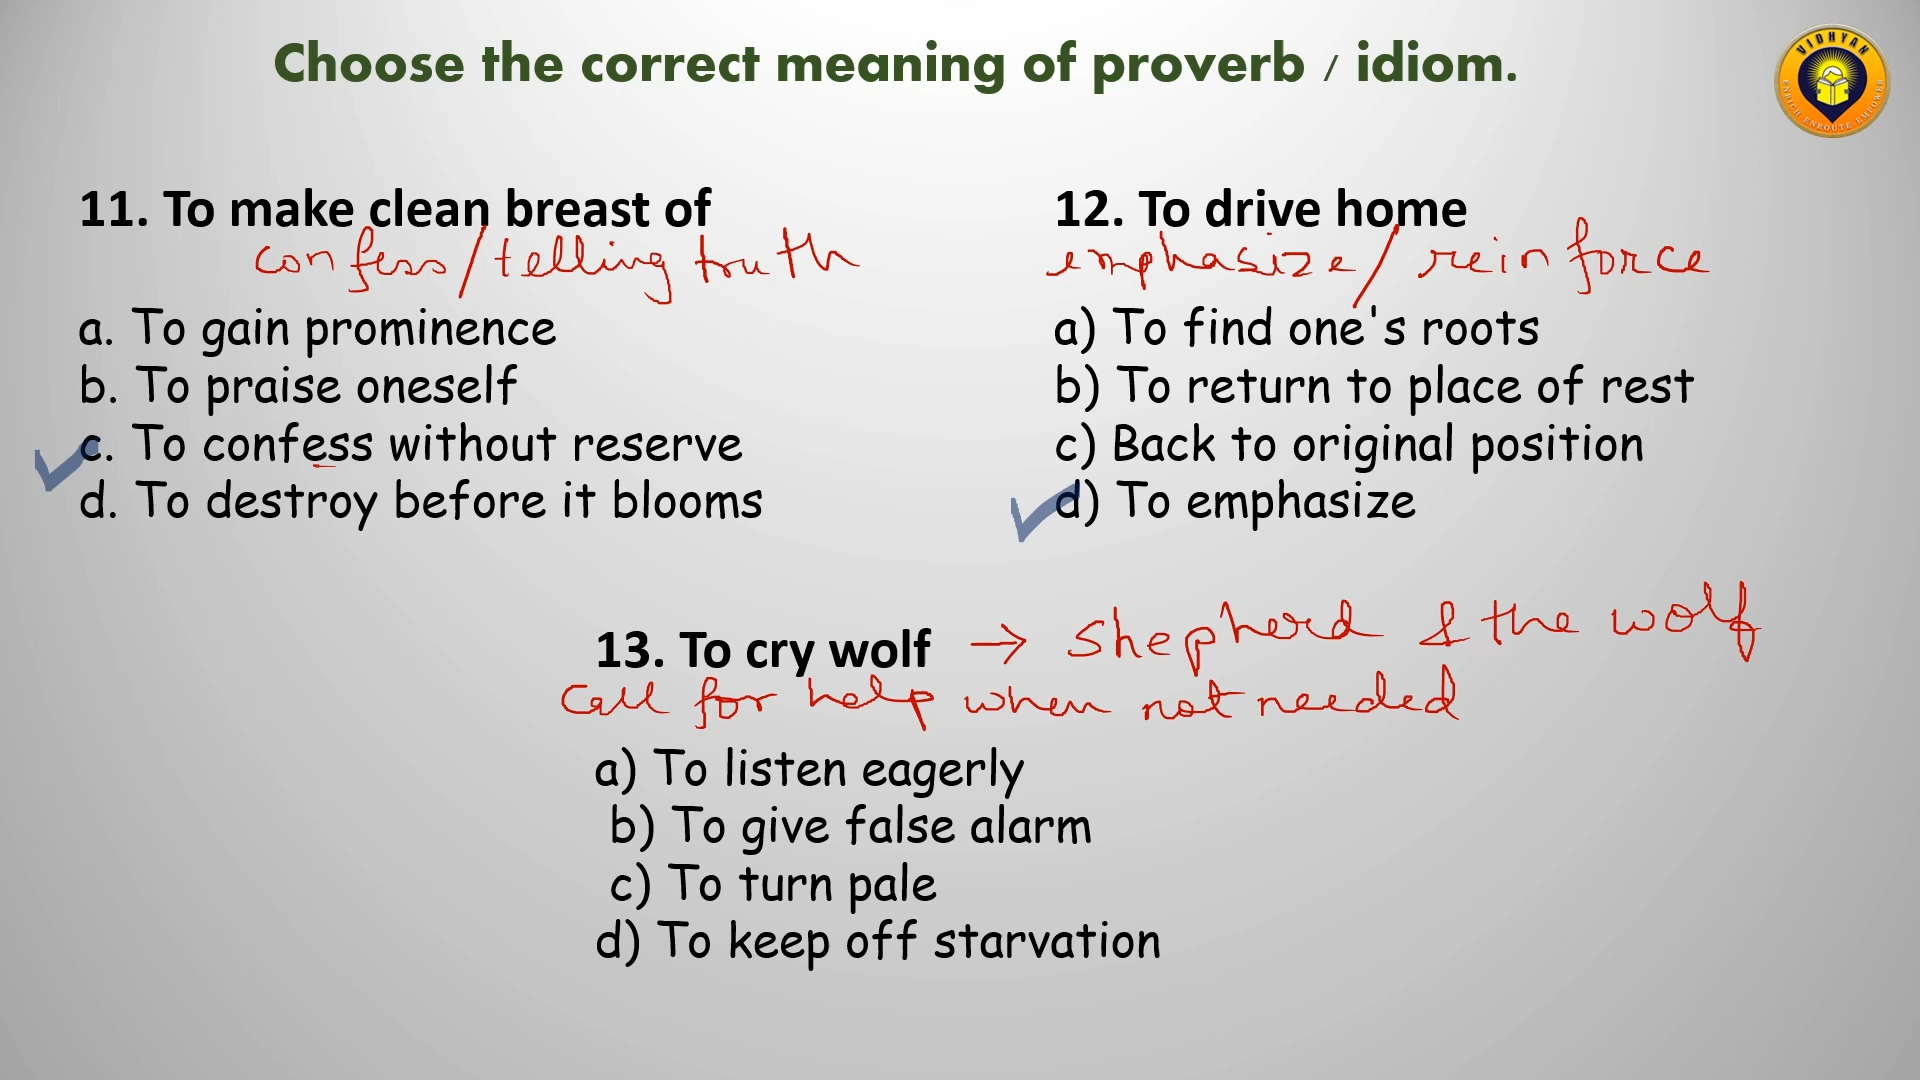 Choose the correct meaning of proverb / idiom.
VIDHYAN
ENRICH-ENROUTE-EMPOWER
11. To make clean breast of
confess/telling truth
a. To gain prominence
b. To praise oneself
c. To confess without reserve
d. To destroy before it blooms
12. To drive home
emphasize/reinforce
a) To find one's roots
b) To return to place of rest
c) Back to original position
d) To emphasize
13. To cry wolf → Shepherd & the wolf
Call for help when not needed
a) To listen eagerly
b) To give false alarm
c) To turn pale
d) To keep off starvation